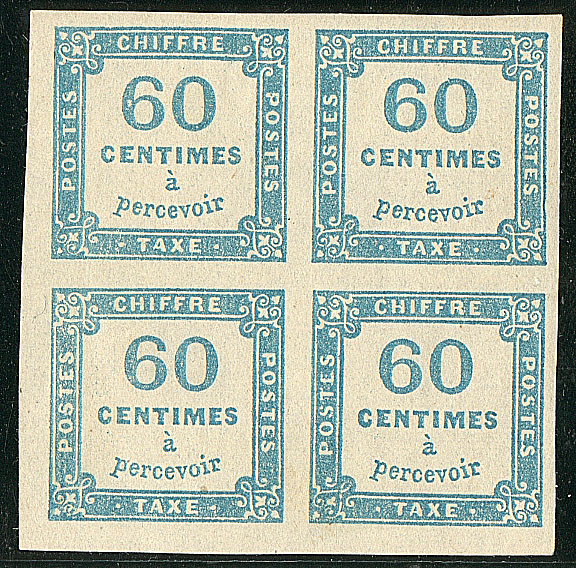 CHIFFRE
POSTES
60
CENTIMES
à
percevoir
POSTES
· TAXE ·
CHIFFRE
POSTES
60
CENTIMES
à
percevoir
POSTES
· TAXE ·
CHIFFRE
POSTES
60
CENTIMES
à
percevoir
POSTES
· TAXE ·
CHIFFRE
POSTES
60
CENTIMES
à
percevoir
POSTES
· TAXE ·